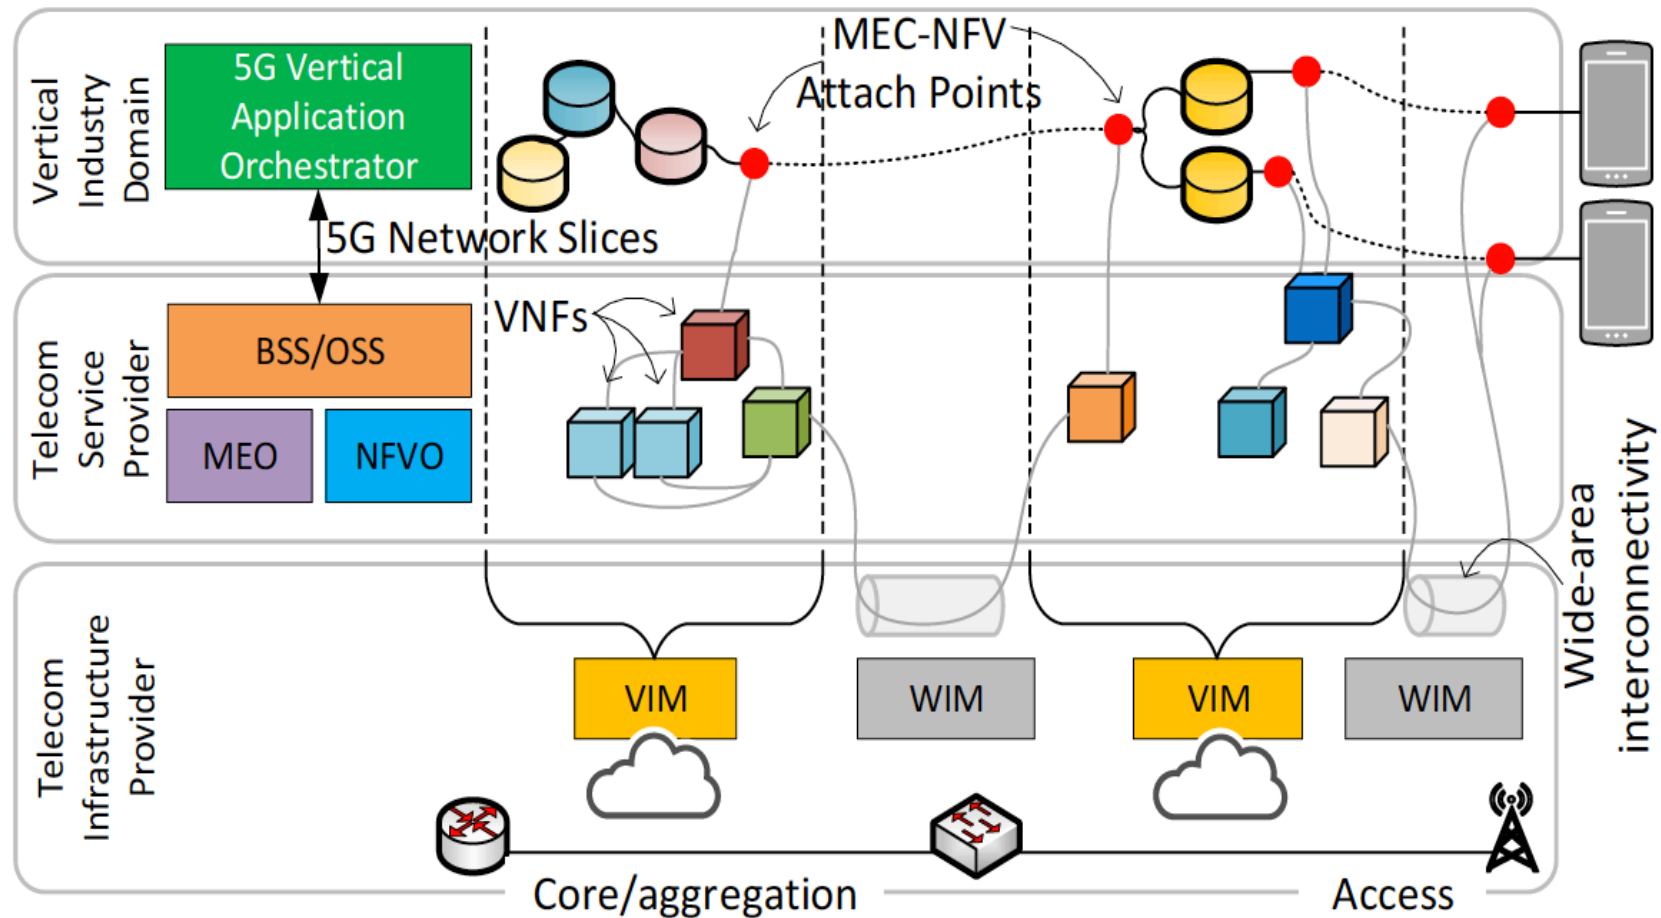 Vertical
Industry
Domain
5G Vertical
Application
Orchestrator
MEC-NFV
Attach Points
5G Network Slices
Telecom
Service
Provider
BSS/OSS
MEO
NFVO
VNFs
Wide-area
interconnectivity
Telecom
Infrastructure
Provider
VIM
WIM
VIM
WIM
Core/aggregation
Access